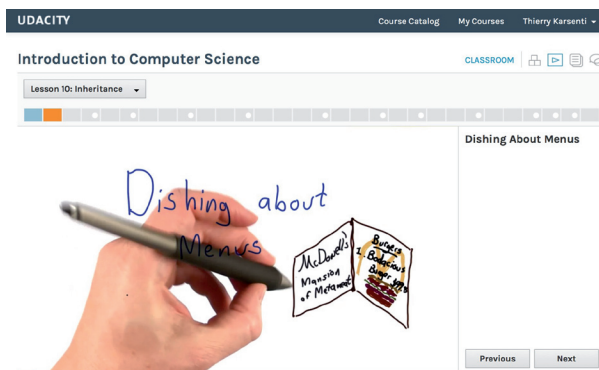 UDACITY
Course Catalog
My Courses
Thierry Karsenti
Introduction to Computer Science
CLASSROOM
Lesson 10: Inheritance
Dishing About Menus
Dishing about
Menus
McDowell's
Mansion
of Metameat
Burgers
1. Bodacious
Burger
Previous
Next